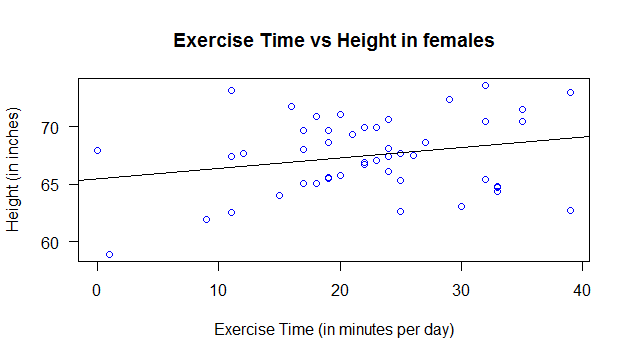 Exercise Time vs Height in females
Height (in inches)
70
65
60
0 10 20 30 40
Exercise Time (in minutes per day)